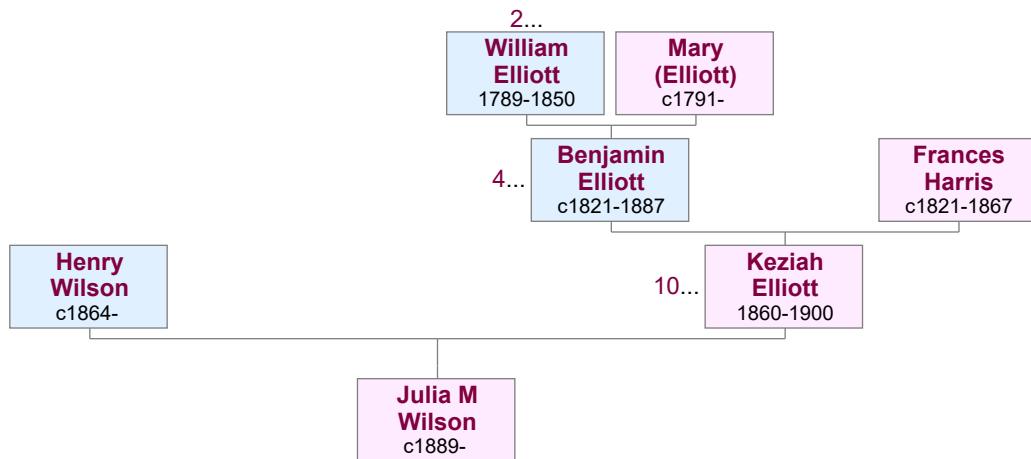 2...
William
Elliott
1789-1850
Mary
(Elliott)
c1791-
4...
Benjamin
Elliott
c1821-1887
Frances
Harris
c1821-1867
Henry
Wilson
c1864-
10...
Keziah
Elliott
1860-1900
Julia M
Wilson
c1889-